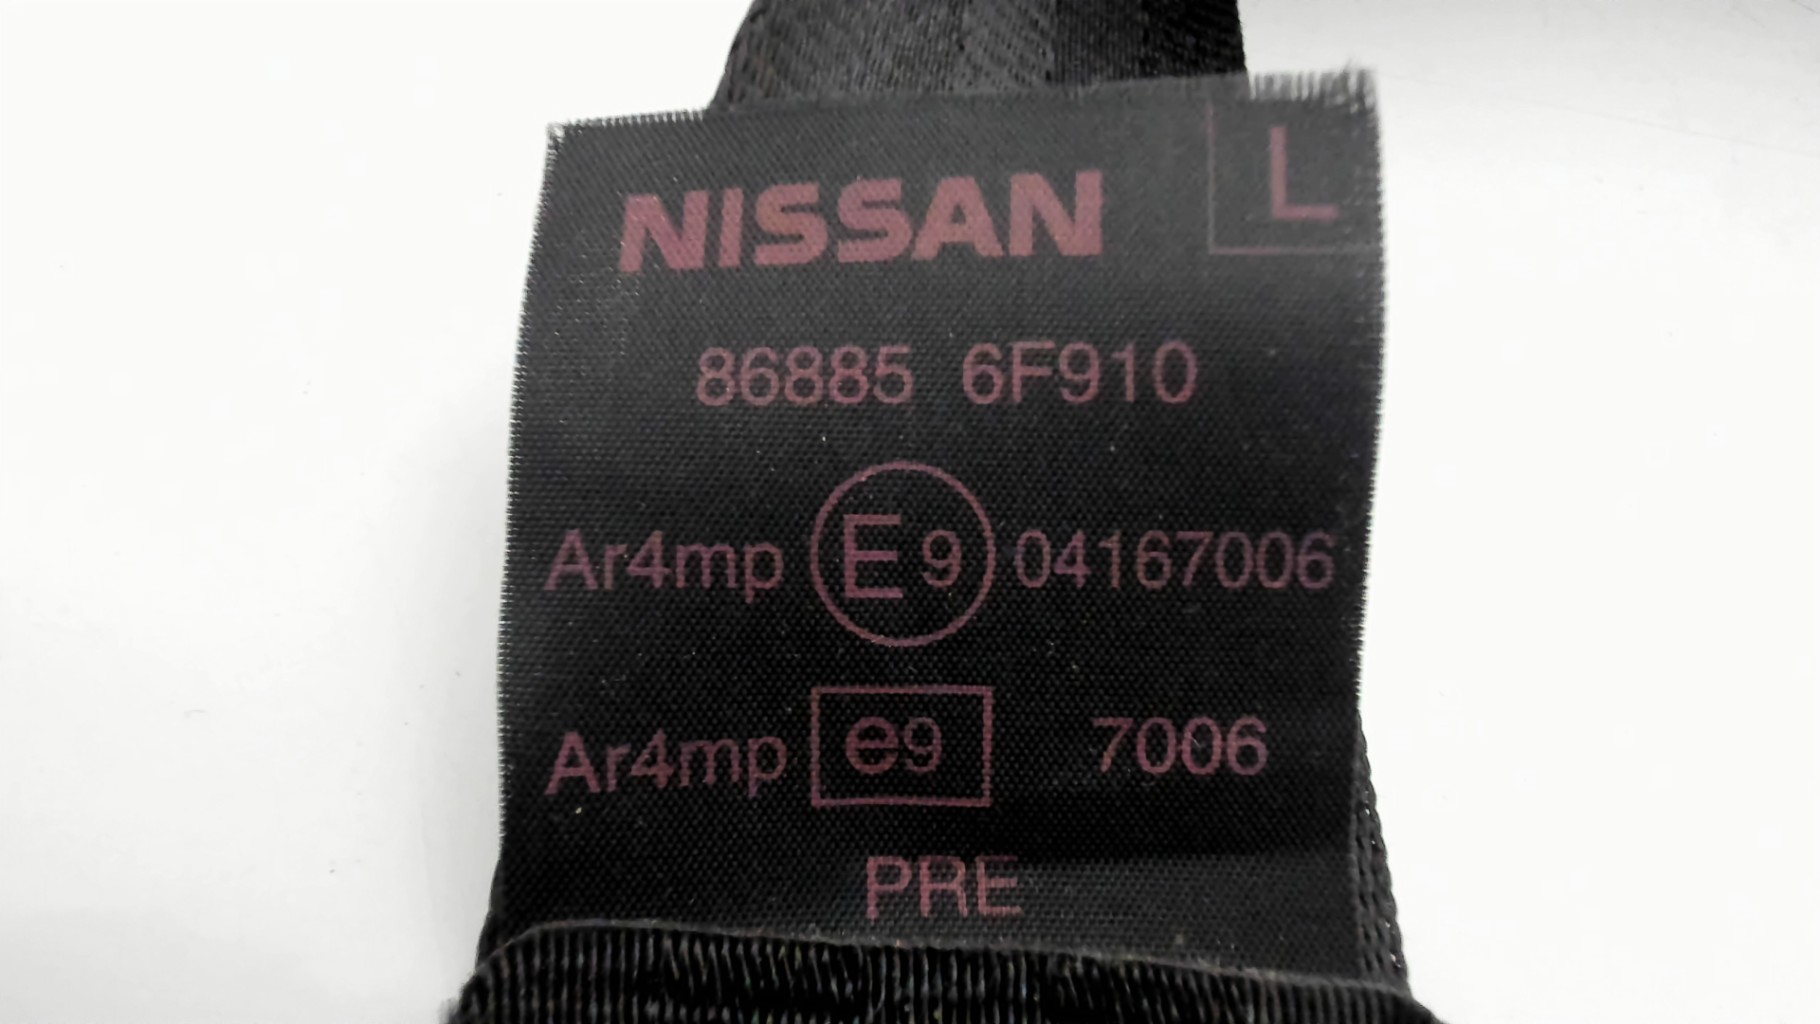 NISSAN L
86885 6F910
Ar4mp E9 04167006
Ar4mp e9 7006
PRE